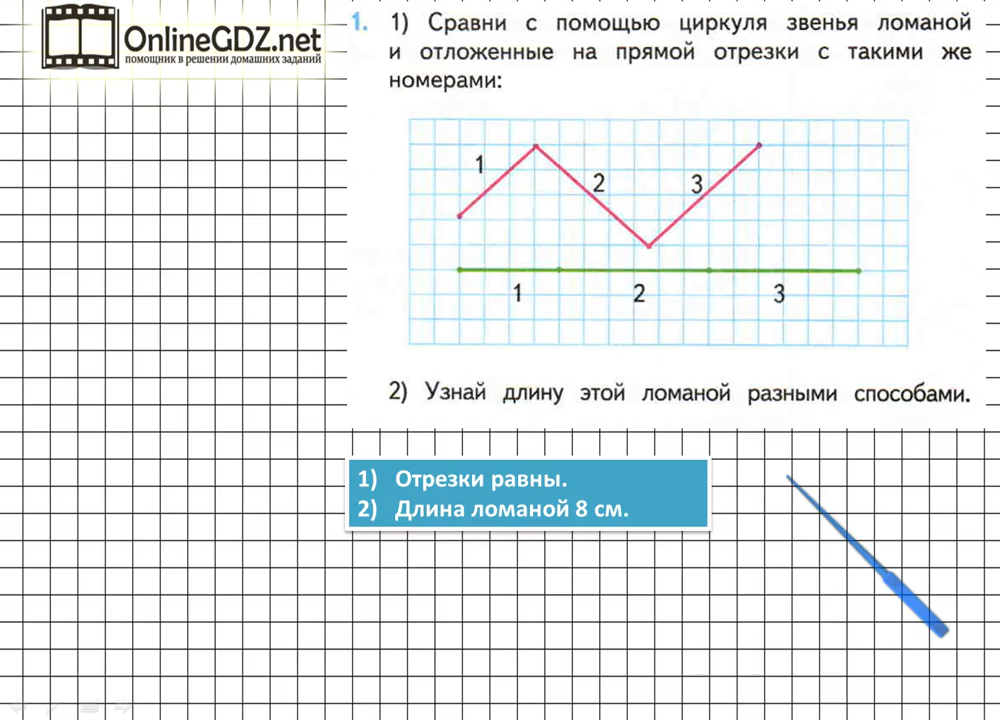 OnlineGDZ.net
помощник в решении домашних заданий
1. 1) Сравни с помощью циркуля звенья ломаной
и отложенные на прямой отрезки с такими же
номерами:
1
2
3
1
2
3
2) Узнай длину этой ломаной разными способами.
1) Отрезки равны.
2) Длина ломаной 8 см.